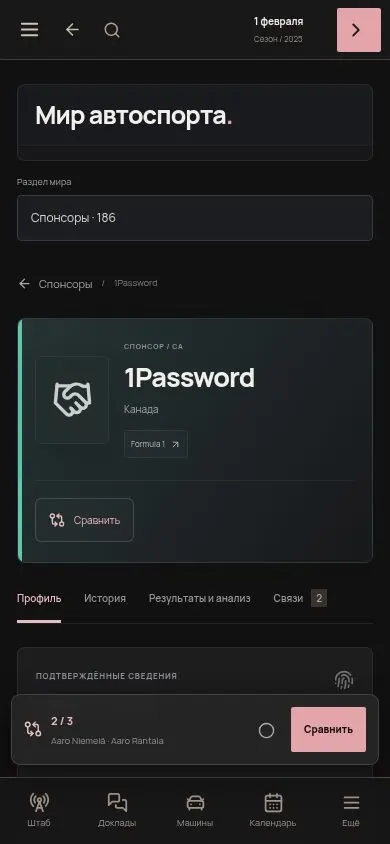 1 февраля
Сезон / 2025
Мир автоспорта.
Раздел мира
Спонсоры · 186
Спонсоры / 1Password
СПОНСОР / CA
1Password
Канада
Formula 1
Сравнить
Профиль История Результаты и анализ Связи 2
ПОДТВЕРЖДЁННЫЕ СВЕДЕНИЯ
2 / 3
Aaro Niemelä · Aaro Rantala
Сравнить
Штаб Доклады Машины Календарь Ещё